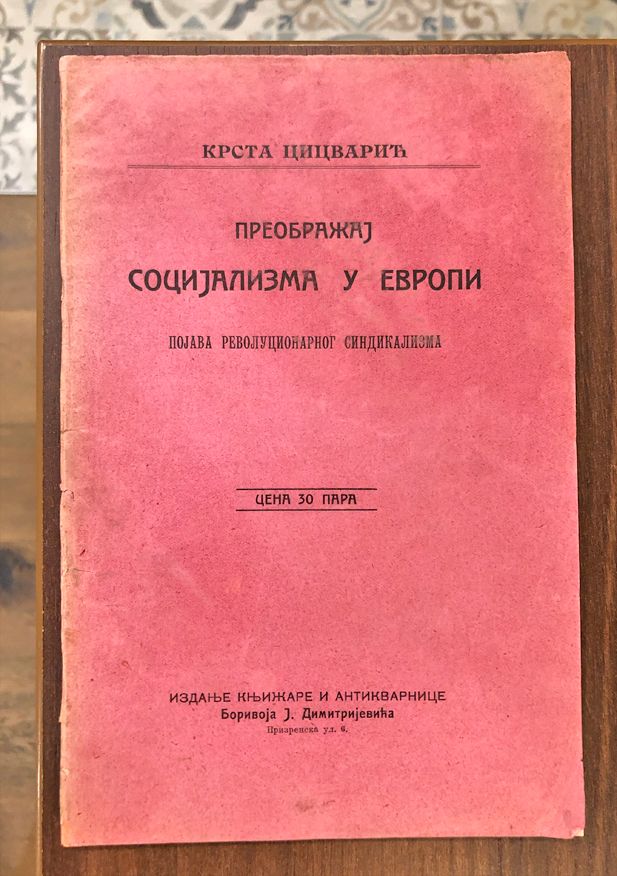 КРСТА ЦИЦВАРИЋ
ПРЕОБРАЖАЈ
СОЦИЈАЛИЗМА У ЕВРОПИ
ПОЈАВА РЕВОЛУЦИОНАРНОГ СИНДИКАЛИЗМА
ЦЕНА 30 ПАРА
ИЗДАЊЕ КЊИЖАРЕ И АНТИКВАРНИЦЕ
Боривоја Ј. Димитријевића
Призренска ул. 6.